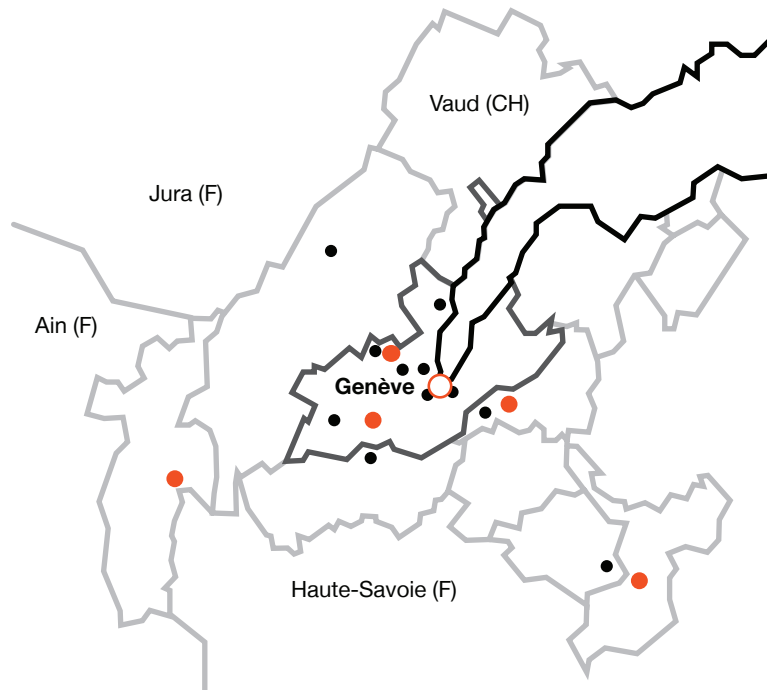 Vaud (CH)
Jura (F)
Ain (F)
Genève
Haute-Savoie (F)